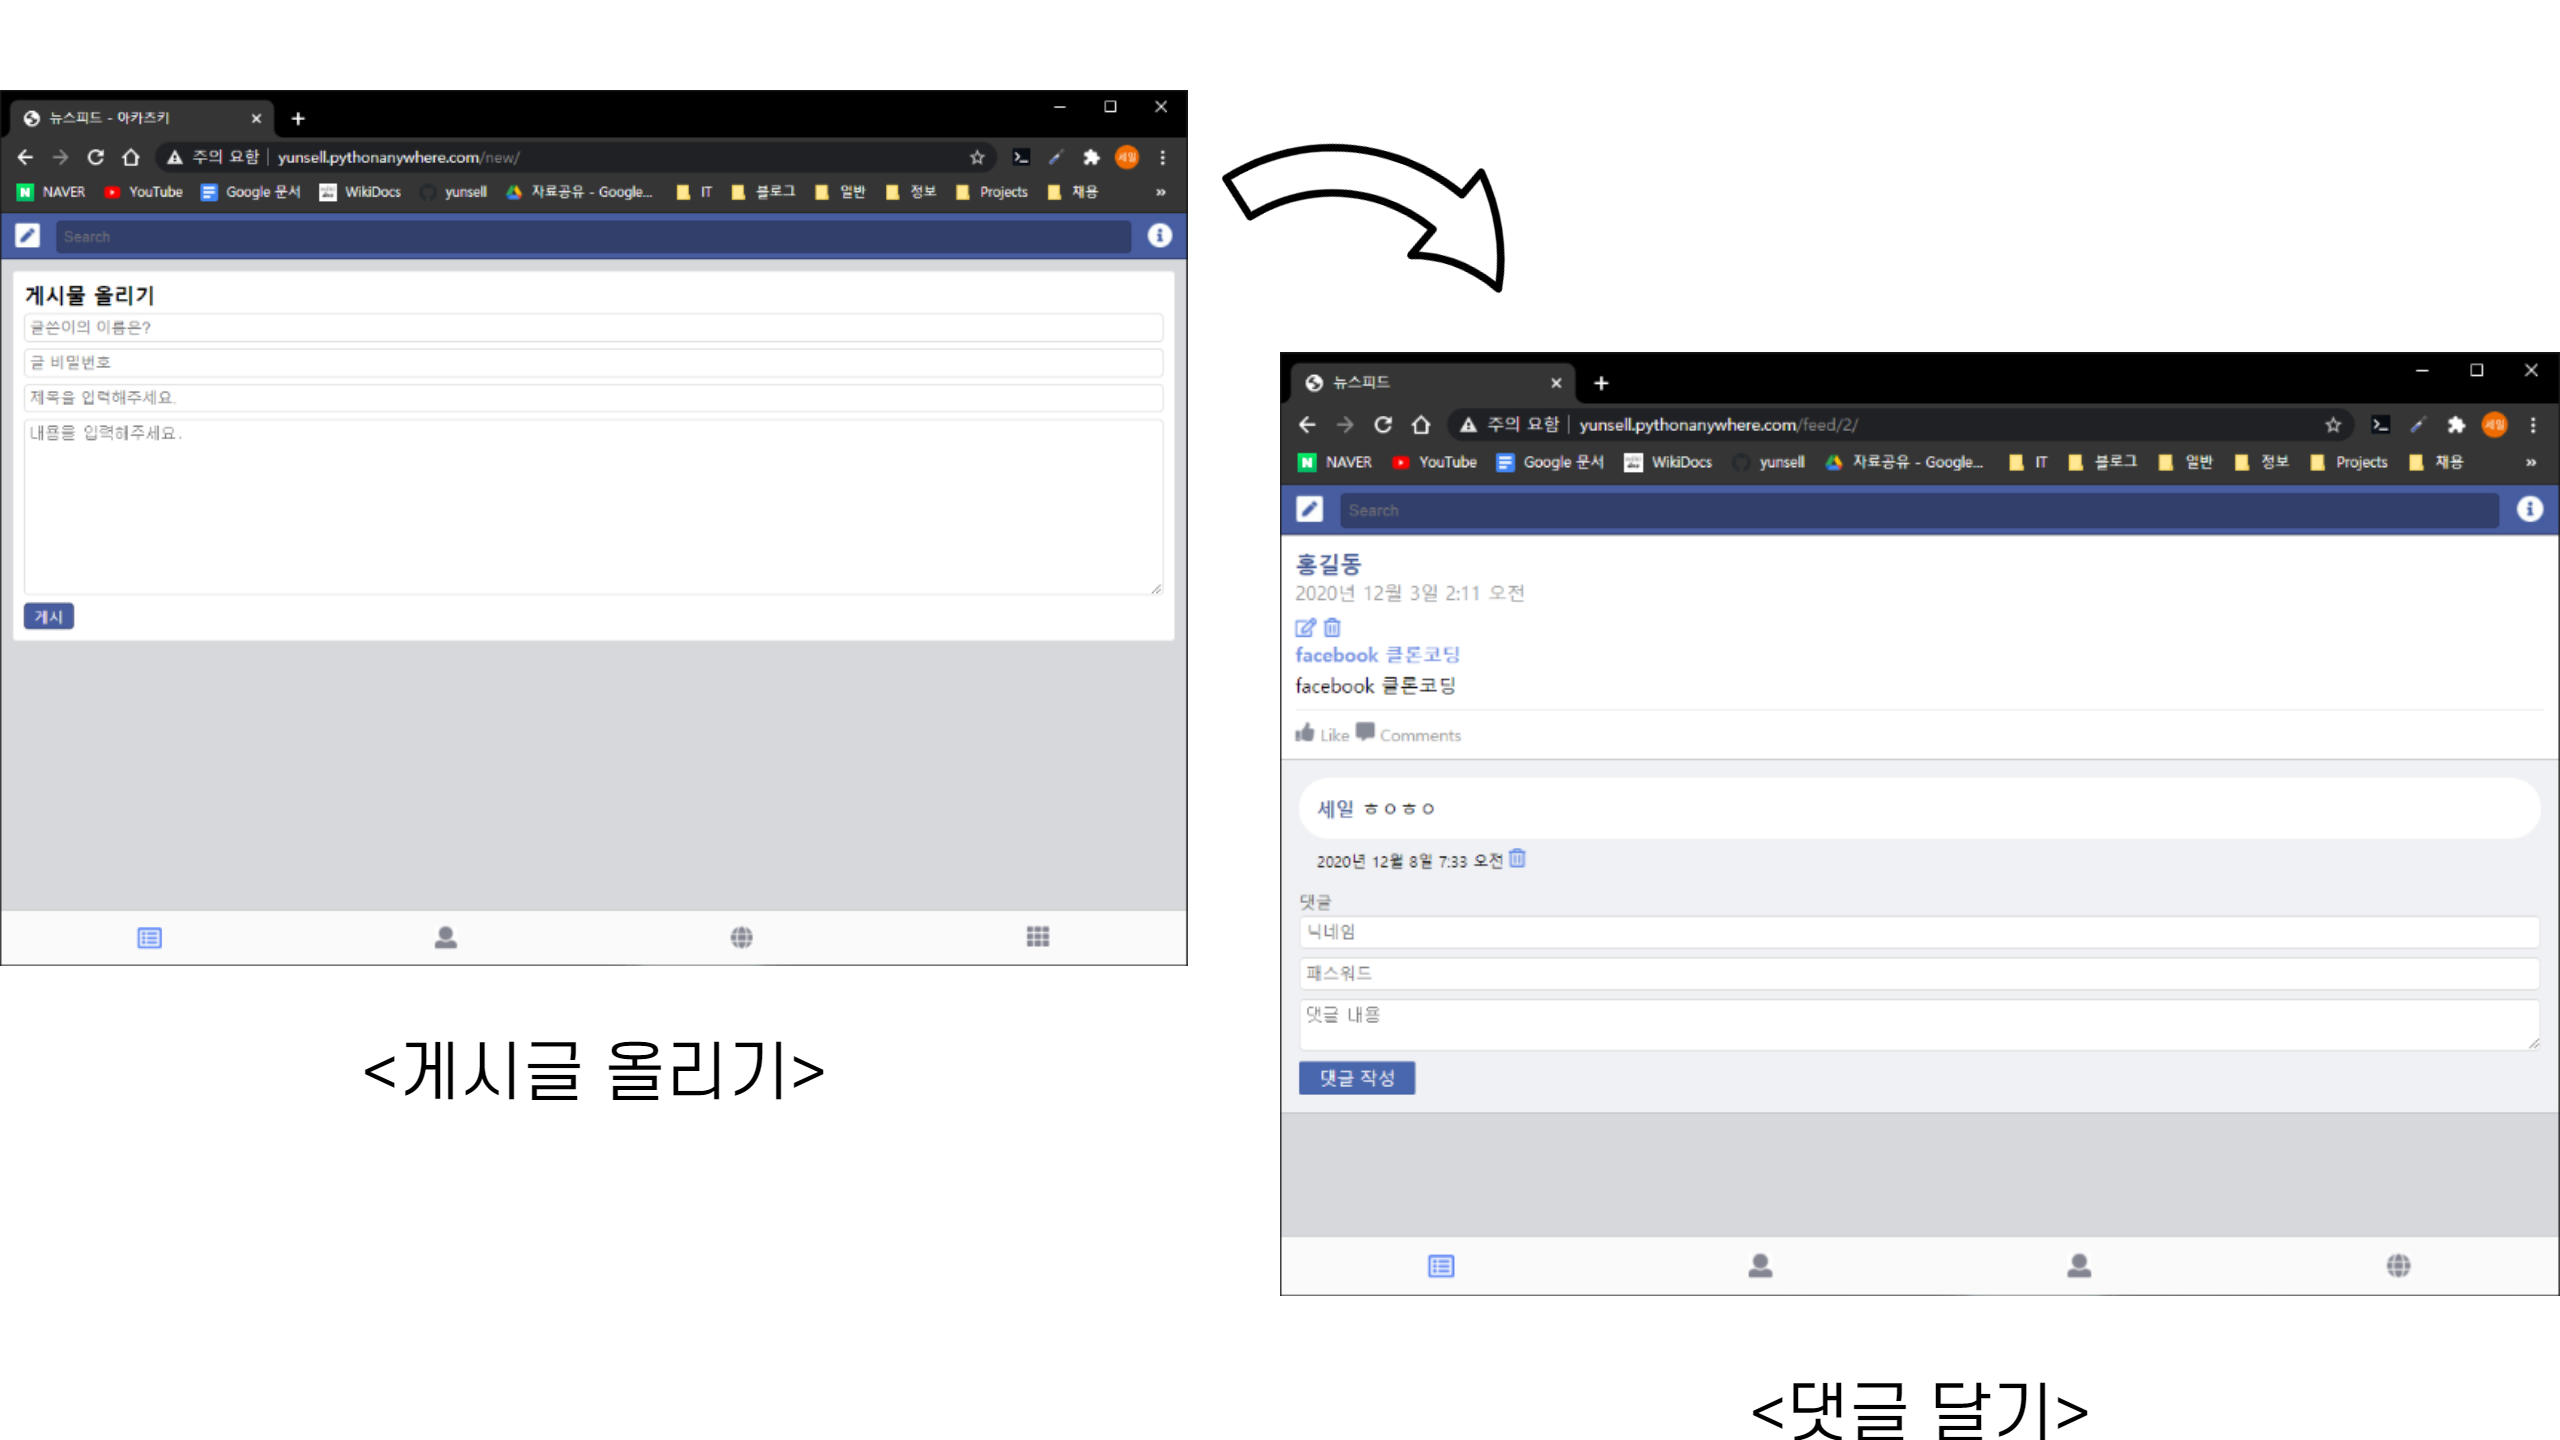 뉴스피드 - 아카츠키
주의 요함 | yunsell.pythonanywhere.com/new/
NAVER YouTube Google 문서 WikiDocs yunsell 자료공유 - Google... IT 블로그 일반 정보 Projects 채용 »
Search
게시물 올리기
글쓴이의 이름은?
글 비밀번호
제목을 입력해주세요.
내용을 입력해주세요.
게시
<게시글 올리기>
뉴스피드
주의 요함 | yunsell.pythonanywhere.com/feed/2/
세일
NAVER YouTube Google 문서 WikiDocs yunsell 자료공유 - Google... IT 블로그 일반 정보 Projects 채용 »
Search
홍길동
2020년 12월 3일 2:11 오전
facebook 클론코딩
facebook 클론코딩
Like Comments
세일 ㅎㅇㅎㅇ
2020년 12월 8일 7:33 오전
댓글
닉네임
패스워드
댓글 내용
댓글 작성
<댓글 달기>